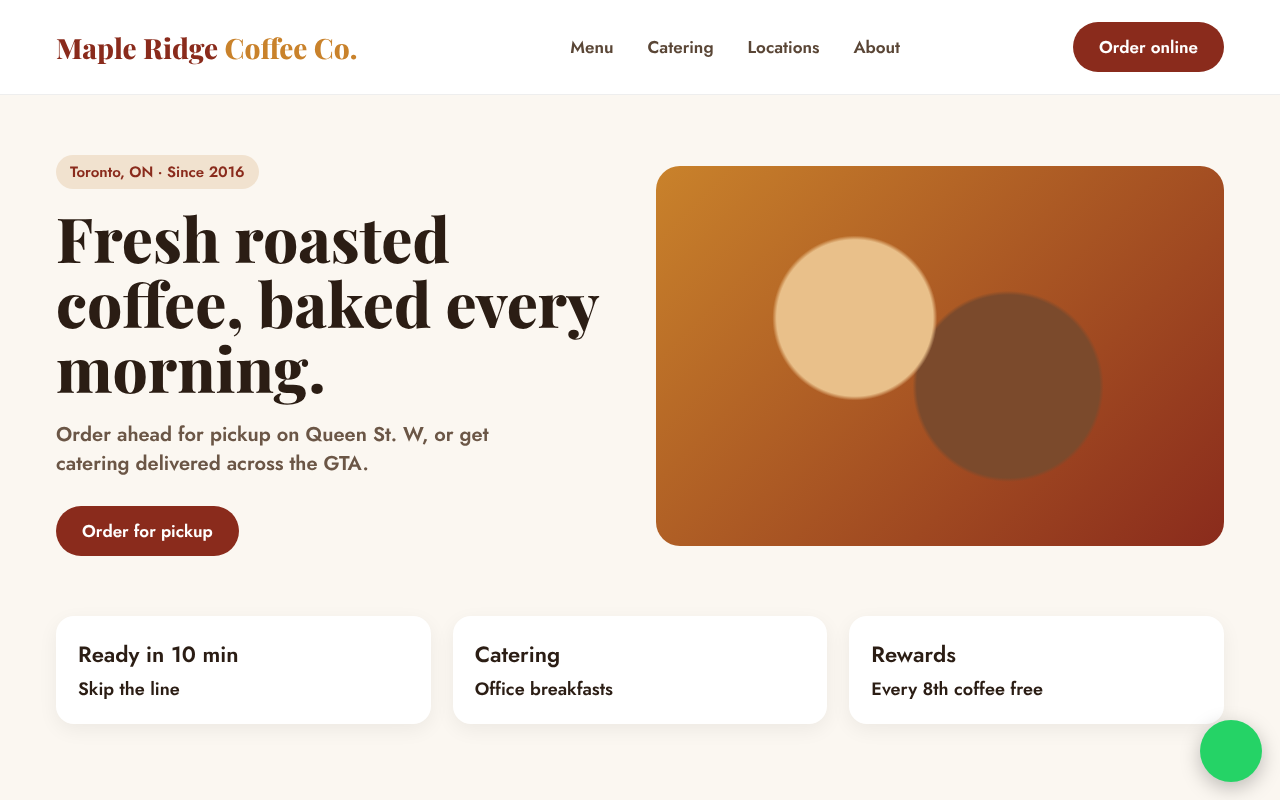 Maple Ridge Coffee Co.
Menu
Catering
Locations
About
Order online
Toronto, ON · Since 2016
Fresh roasted
coffee, baked every
morning.
Order ahead for pickup on Queen St. W, or get
catering delivered across the GTA.
Order for pickup
Ready in 10 min
Skip the line
Catering
Office breakfasts
Rewards
Every 8th coffee free